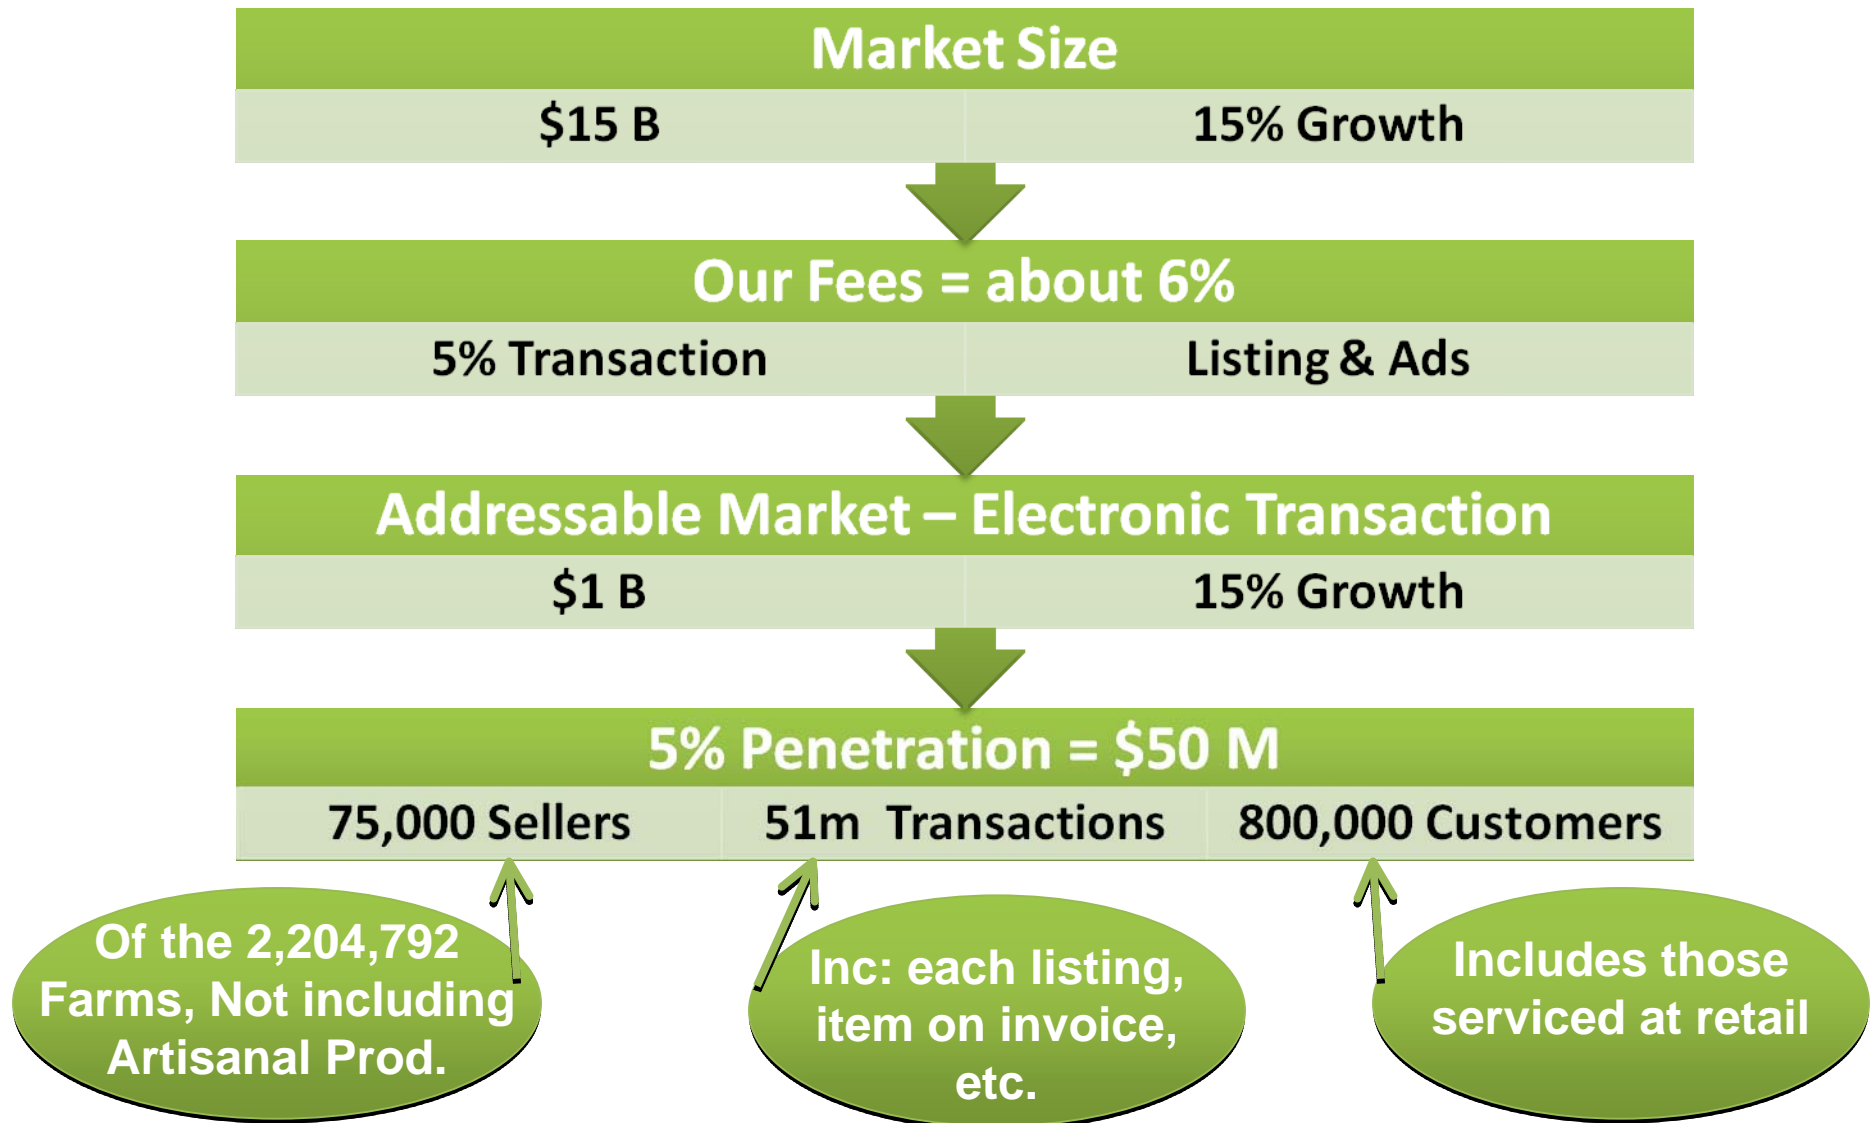 Market Size
$15 B
15% Growth
Our Fees = about 6%
5% Transaction
Listing & Ads
Addressable Market – Electronic Transaction
$1 B
15% Growth
5% Penetration = $50 M
75,000 Sellers
51m Transactions
800,000 Customers
Of the 2,204,792
Farms, Not including
Artisanal Prod.
Inc: each listing,
item on invoice,
etc.
Includes those
serviced at retail